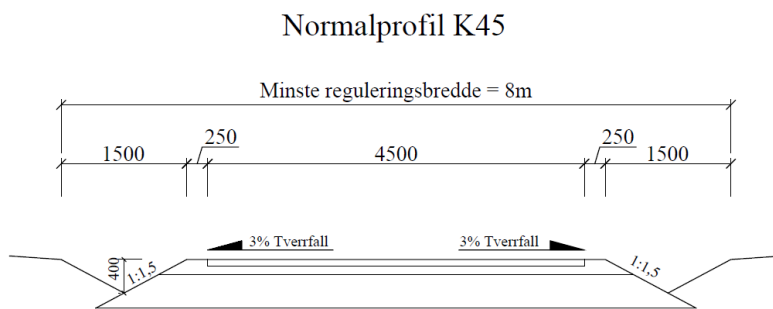 Normalprofil K45
Minste reguleringsbredde = 8m
1500 250 4500 250 1500
3% Tverrfall 3% Tverrfall
400 1:1,5 1:1,5